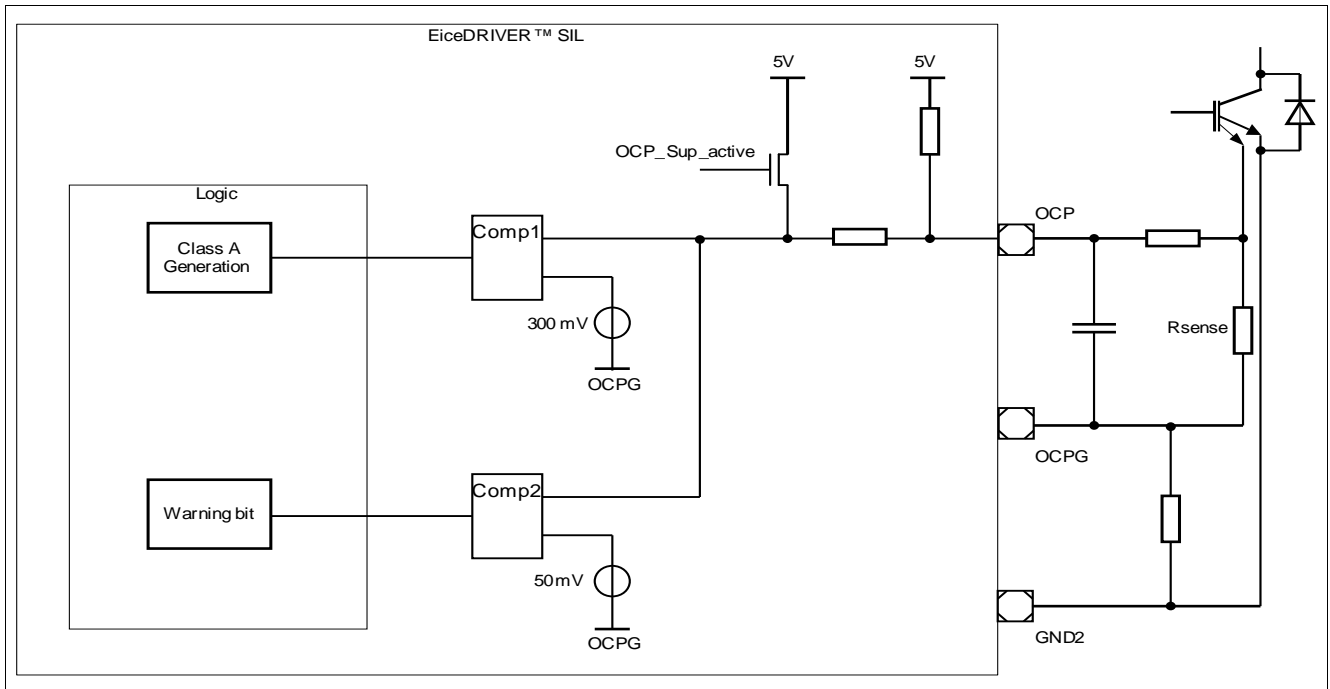 EiceDRIVER™ SIL
5V
5V
OCP_Sup_active
Logic
OCP
Class A
Generation
Comp1
300 mV
Rsense
OCPG
OCPG
Comp2
Warning bit
50mV
OCPG
GND2